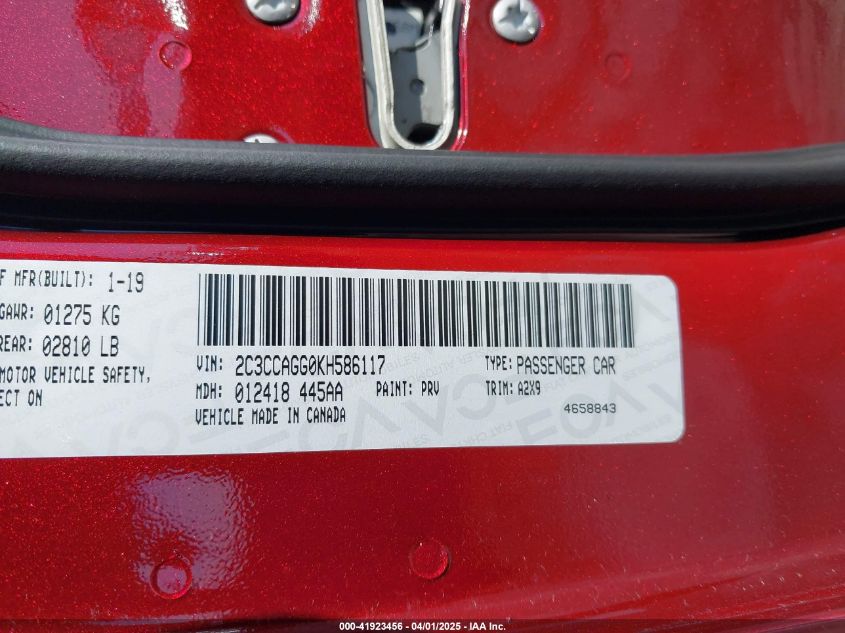 F MFR(BUILT): 1-19
GAWR: 01275 KG
REAR: 02810 LB
MOTOR VEHICLE SAFETY,
ECT ON
VIN: 2C3CCAGG0KH586117 TYPE: PASSENGER CAR
MDH: 012418 445AA PAINT: PRV TRIM: A2X9
VEHICLE MADE IN CANADA 4658843
000-41923456 - 04/01/2025 - IAA Inc.